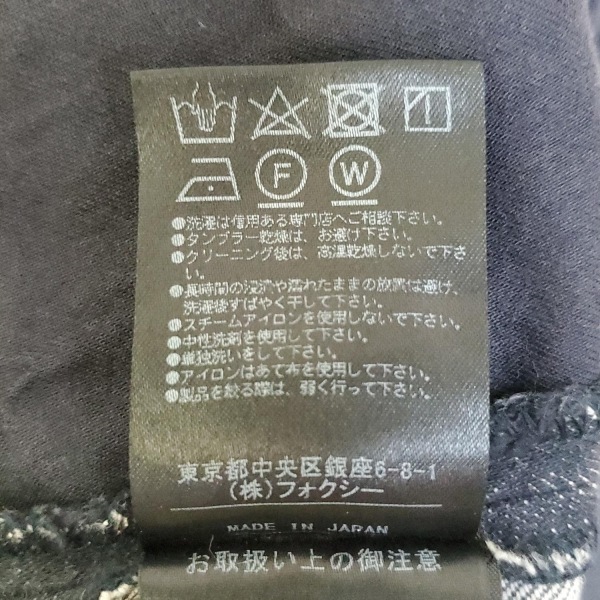 F W
●洗濯は信用ある専門店へご相談下さい。
●タンブラー乾燥は、お避け下さい。
●クリーニング後は、高温乾燥しないで下さ
い。
●長時間の浸漬や濡れたままの放置は避け、
洗濯後すばやく干して下さい。
●スチームアイロンを使用しないで下さい。
●中性洗剤を使用して下さい。
●単独洗いをして下さい。
●アイロンはあて布を使用して下さい。
●製品を絞る際は、弱く行って下さい。
東京都中央区銀座6-8-1
(株)フォクシー
MADE IN JAPAN
お取扱い上の御注意